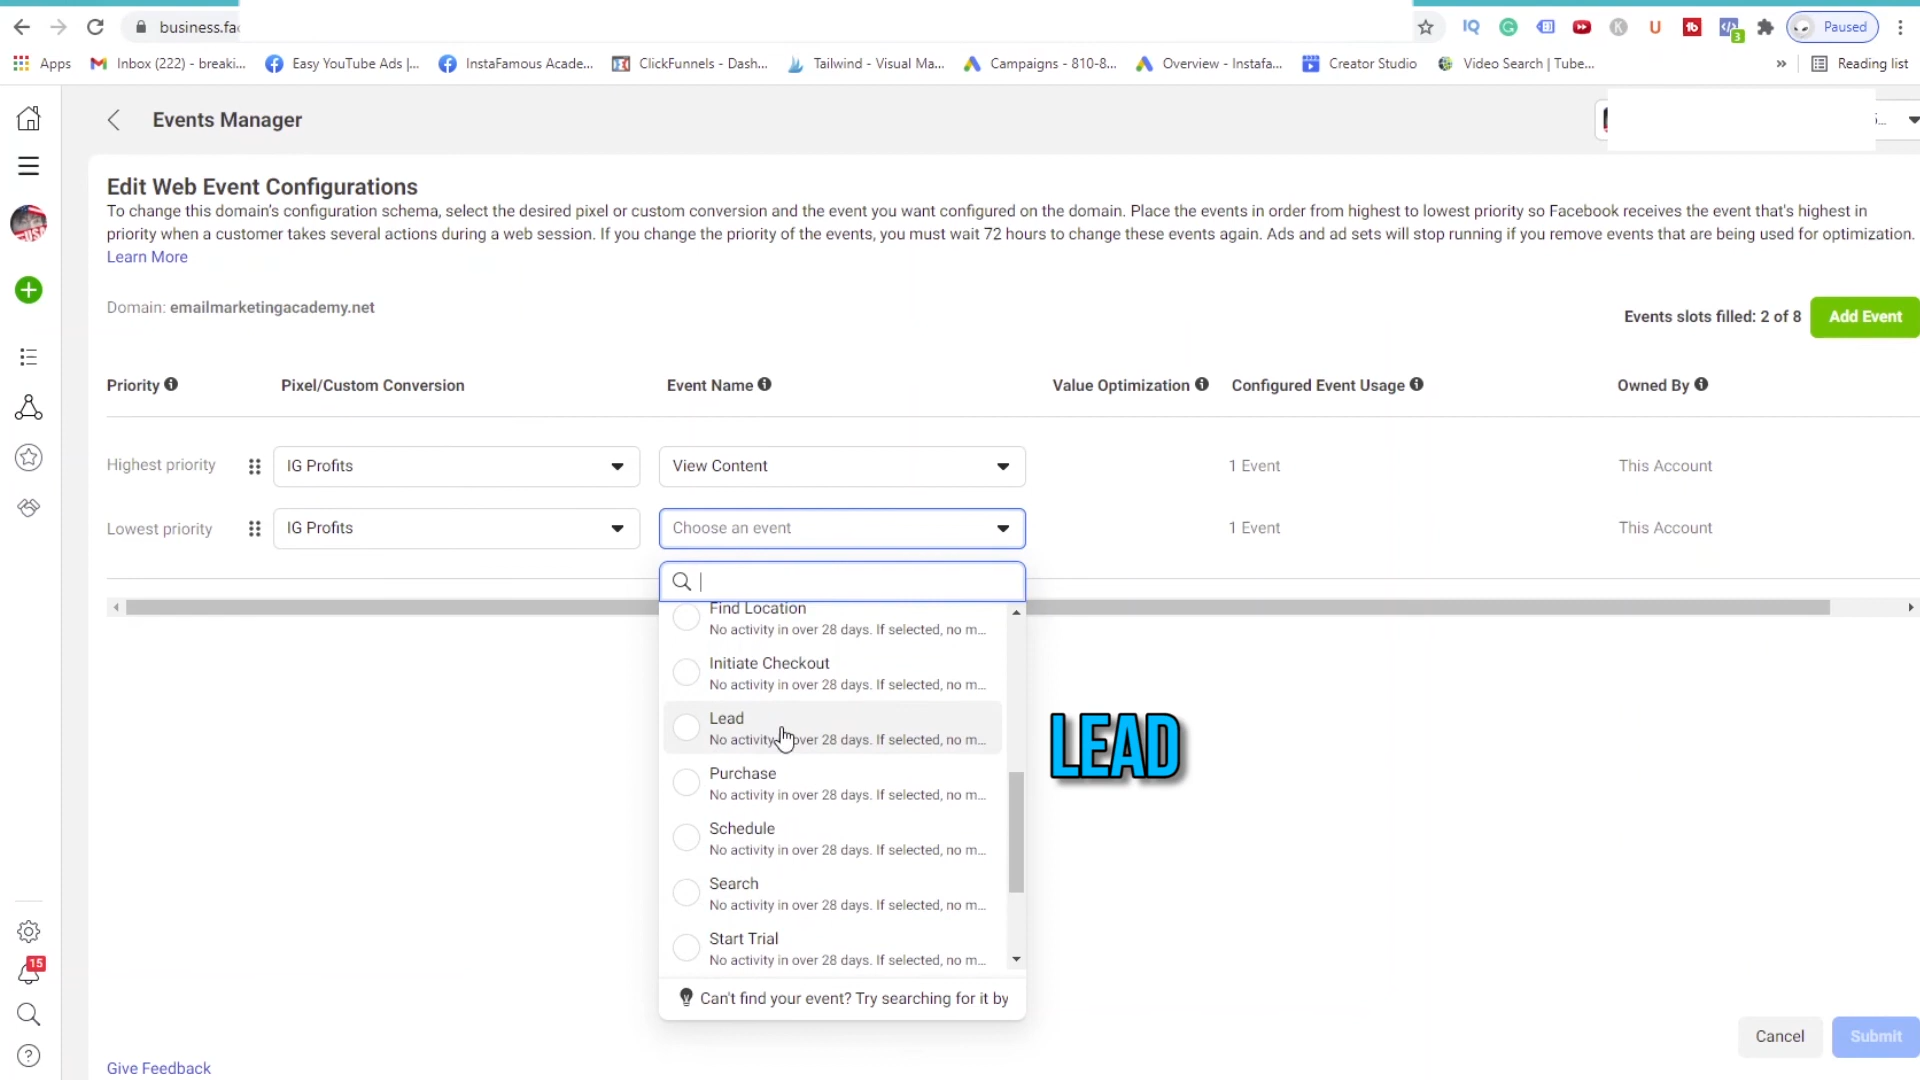 business.fac
Paused
3
Apps
Inbox (222) - breaki...
Easy YouTube Ads |...
InstaFamous Acade...
ClickFunnels - Dash...
Tailwind - Visual Ma...
Campaigns - 810-8...
Overview - Instafa...
Creator Studio
Video Search | Tube...
»
Reading list
Events Manager
Edit Web Event Configurations
To change this domain's configuration schema, select the desired pixel or custom conversion and the event you want configured on the domain. Place the events in order from highest to lowest priority so Facebook receives the event that's highest in
priority when a customer takes several actions during a web session. If you change the priority of the events, you must wait 72 hours to change these events again. Ads and ad sets will stop running if you remove events that are being used for optimization.
Learn More
Domain: emailmarketingacademy.net
Events slots filled: 2 of 8
Add Event
Priority
Pixel/Custom Conversion
Event Name
Value Optimization
Configured Event Usage
Owned By
Highest priority
IG Profits
View Content
1 Event
This Account
Lowest priority
IG Profits
Choose an event
1 Event
This Account
Find Location
No activity in over 28 days. If selected, no m...
Initiate Checkout
No activity in over 28 days. If selected, no m...
Lead
No activity in over 28 days. If selected, no m...
LEAD
Purchase
No activity in over 28 days. If selected, no m...
Schedule
No activity in over 28 days. If selected, no m...
Search
No activity in over 28 days. If selected, no m...
Start Trial
No activity in over 28 days. If selected, no m...
Can't find your event? Try searching for it by
15
Cancel
Submit
Give Feedback